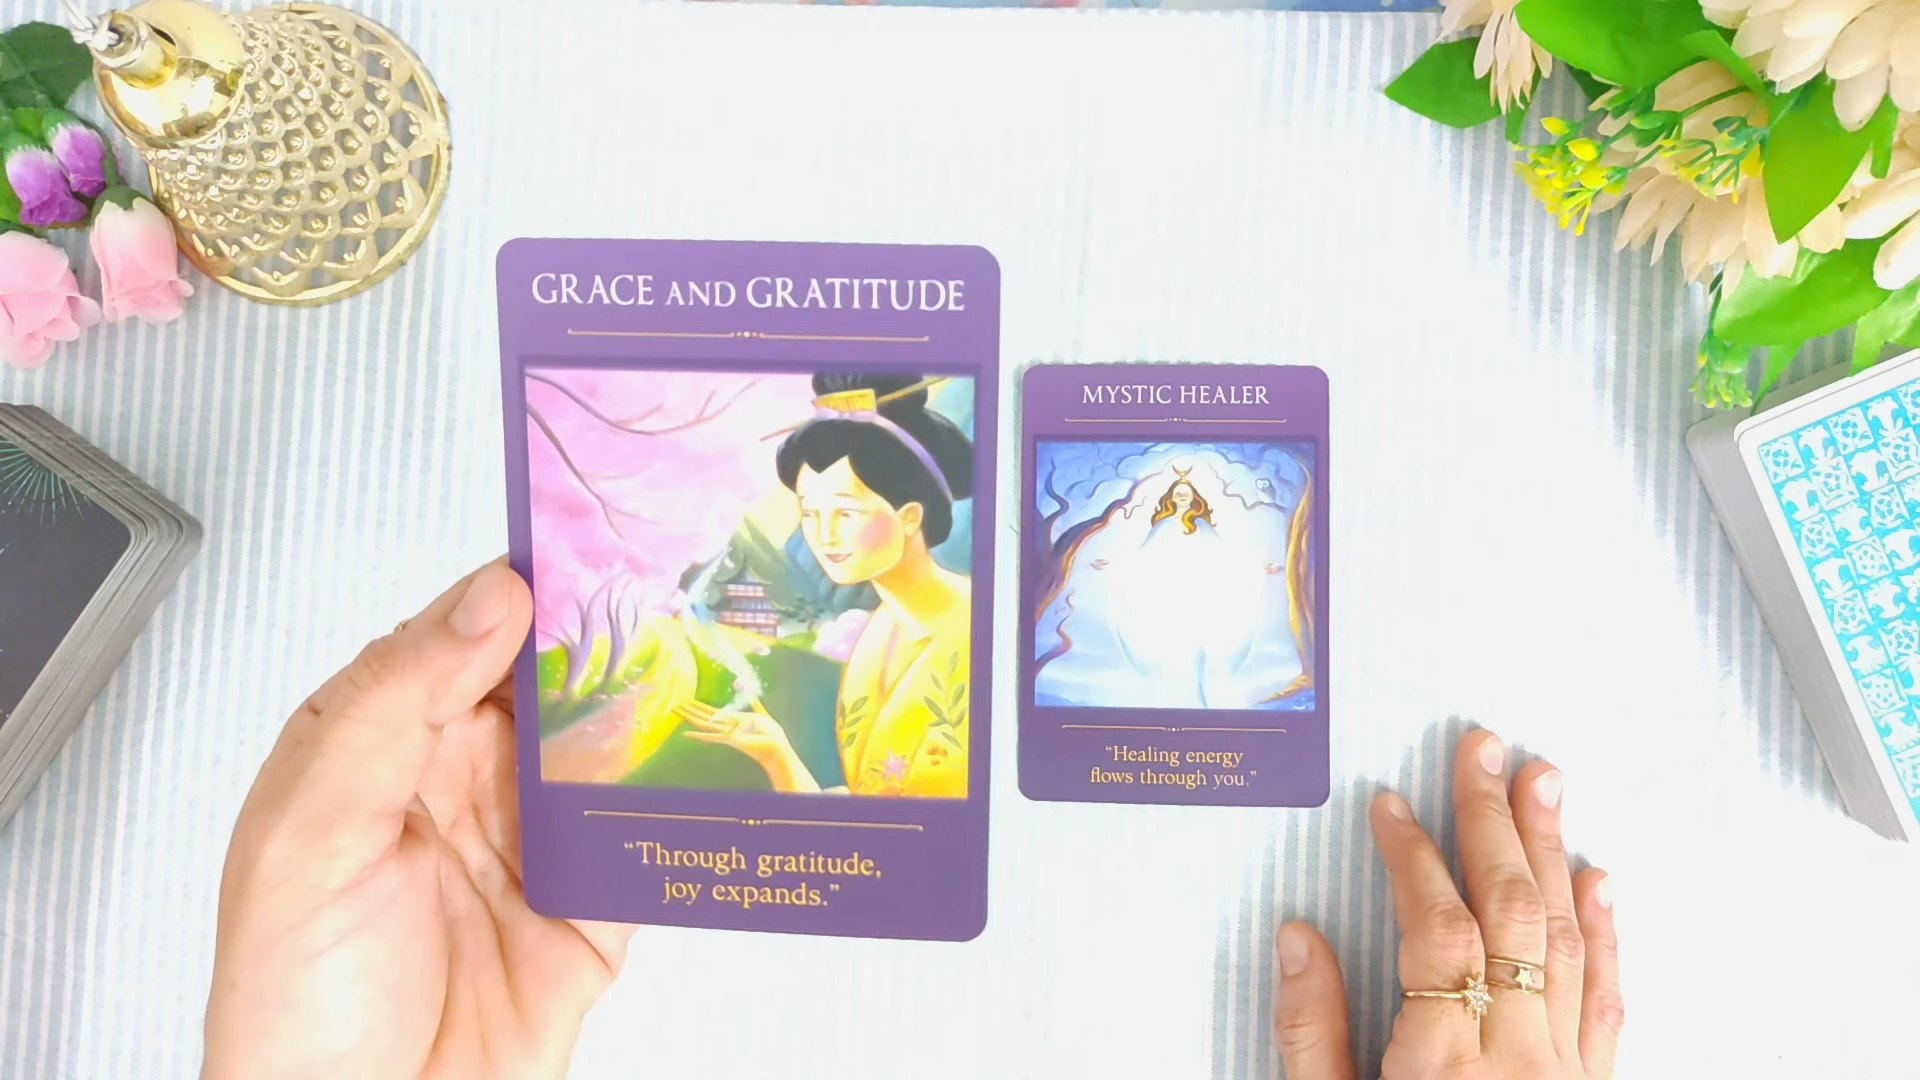 GRACE AND GRATITUDE
“Through gratitude,
joy expands.”
MYSTIC HEALER
“Healing energy
flows through you.”